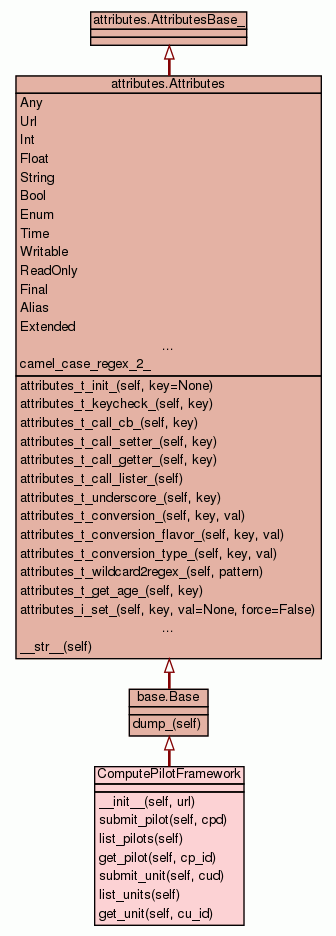 attributes.AttributesBase_
attributes.Attributes
Any
Url
Int
Float
String
Bool
Enum
Time
Writable
ReadOnly
Final
Alias
Extended
...
camel_case_regex_2_
attributes_t_init_(self, key=None)
attributes_t_keycheck_(self, key)
attributes_t_call_cb_(self, key)
attributes_t_call_setter_(self, key)
attributes_t_call_getter_(self, key)
attributes_t_call_lister_(self)
attributes_t_underscore_(self, key)
attributes_t_conversion_(self, key, val)
attributes_t_conversion_flavor_(self, key, val)
attributes_t_conversion_type_(self, key, val)
attributes_t_wildcard2regex_(self, pattern)
attributes_t_get_age_(self, key)
attributes_i_set_(self, key, val=None, force=False)
...
__str__(self)
base.Base
dump_(self)
ComputePilotFramework
__init__(self, url)
submit_pilot(self, cpd)
list_pilots(self)
get_pilot(self, cp_id)
submit_unit(self, cud)
list_units(self)
get_unit(self, cu_id)